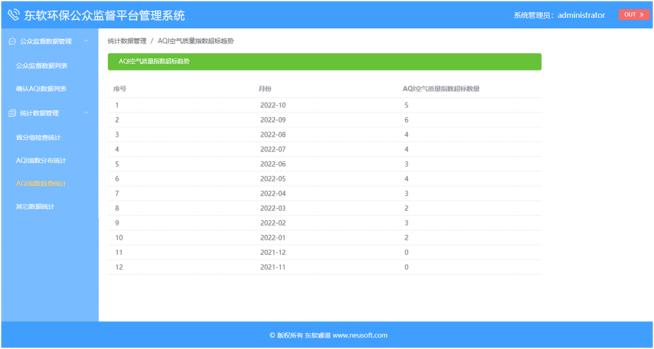 东软环保公众监督平台管理系统
系统管理员：administrator
OUT
公众监督数据管理
公众监督数据列表
确认AQI数据列表
统计数据管理
省分组检查统计
AQI指数分布统计
AQI指数趋势统计
其它数据统计
统计数据管理 / AQI空气质量指数超标趋势
AQI空气质量指数超标趋势
序号 月份 AQI空气质量指数超标数量
1 2022-10 5
2 2022-09 6
3 2022-08 4
4 2022-07 4
5 2022-06 3
6 2022-05 4
7 2022-04 3
8 2022-03 2
9 2022-02 3
10 2022-01 2
11 2021-12 0
12 2021-11 0
© 版权所有 东软睿道 www.neusoft.com